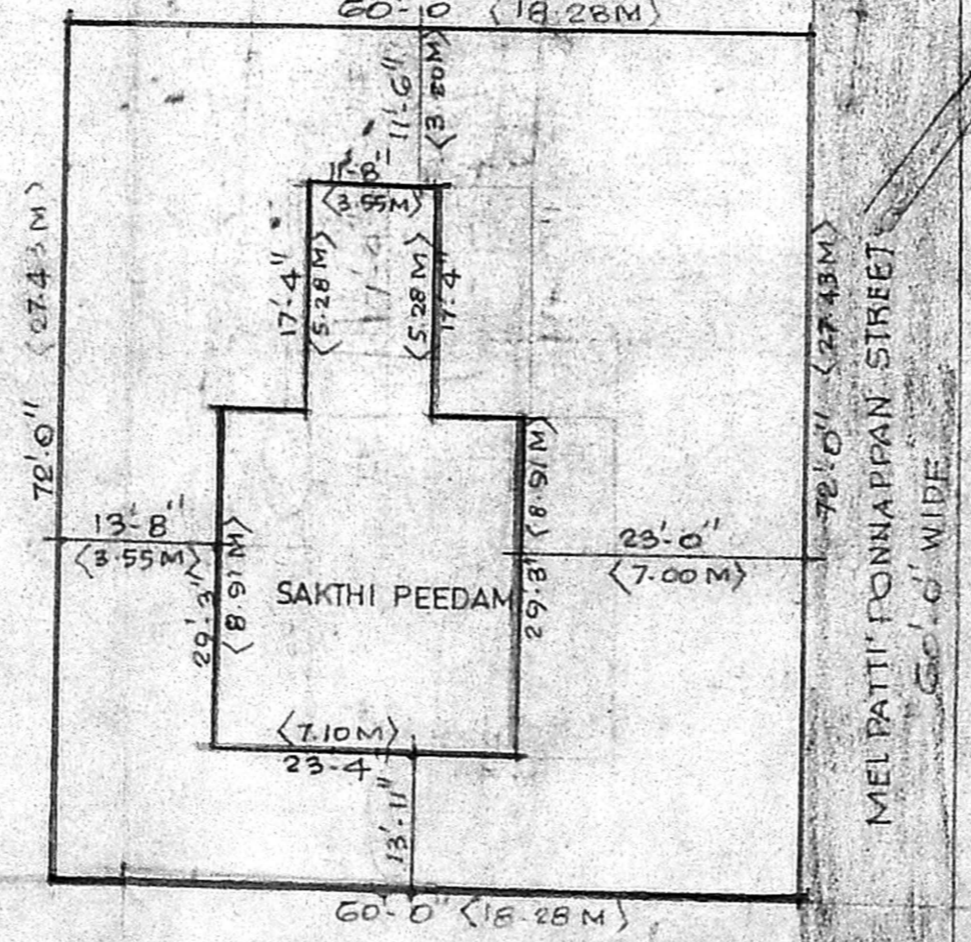 60'-0" (18.28M)
11'-6"
(3.50M)
11'-8"
(3.55M)
17'-4"
(5.28M)
(5.28M)
17'-4"
72'-0" (27.43M)
72'-0" (27.43M)
MELPATTI PONNAPPAN STREET
60'-0" WIDE
13'-8"
(3.55M)
29'-3"
(8.91M)
SAKTHI PEEDAM
29'-3" (8.91M)
23'-0"
(7.00M)
(7.10M)
23-4
13'-11"
60'-0" (18.28M)